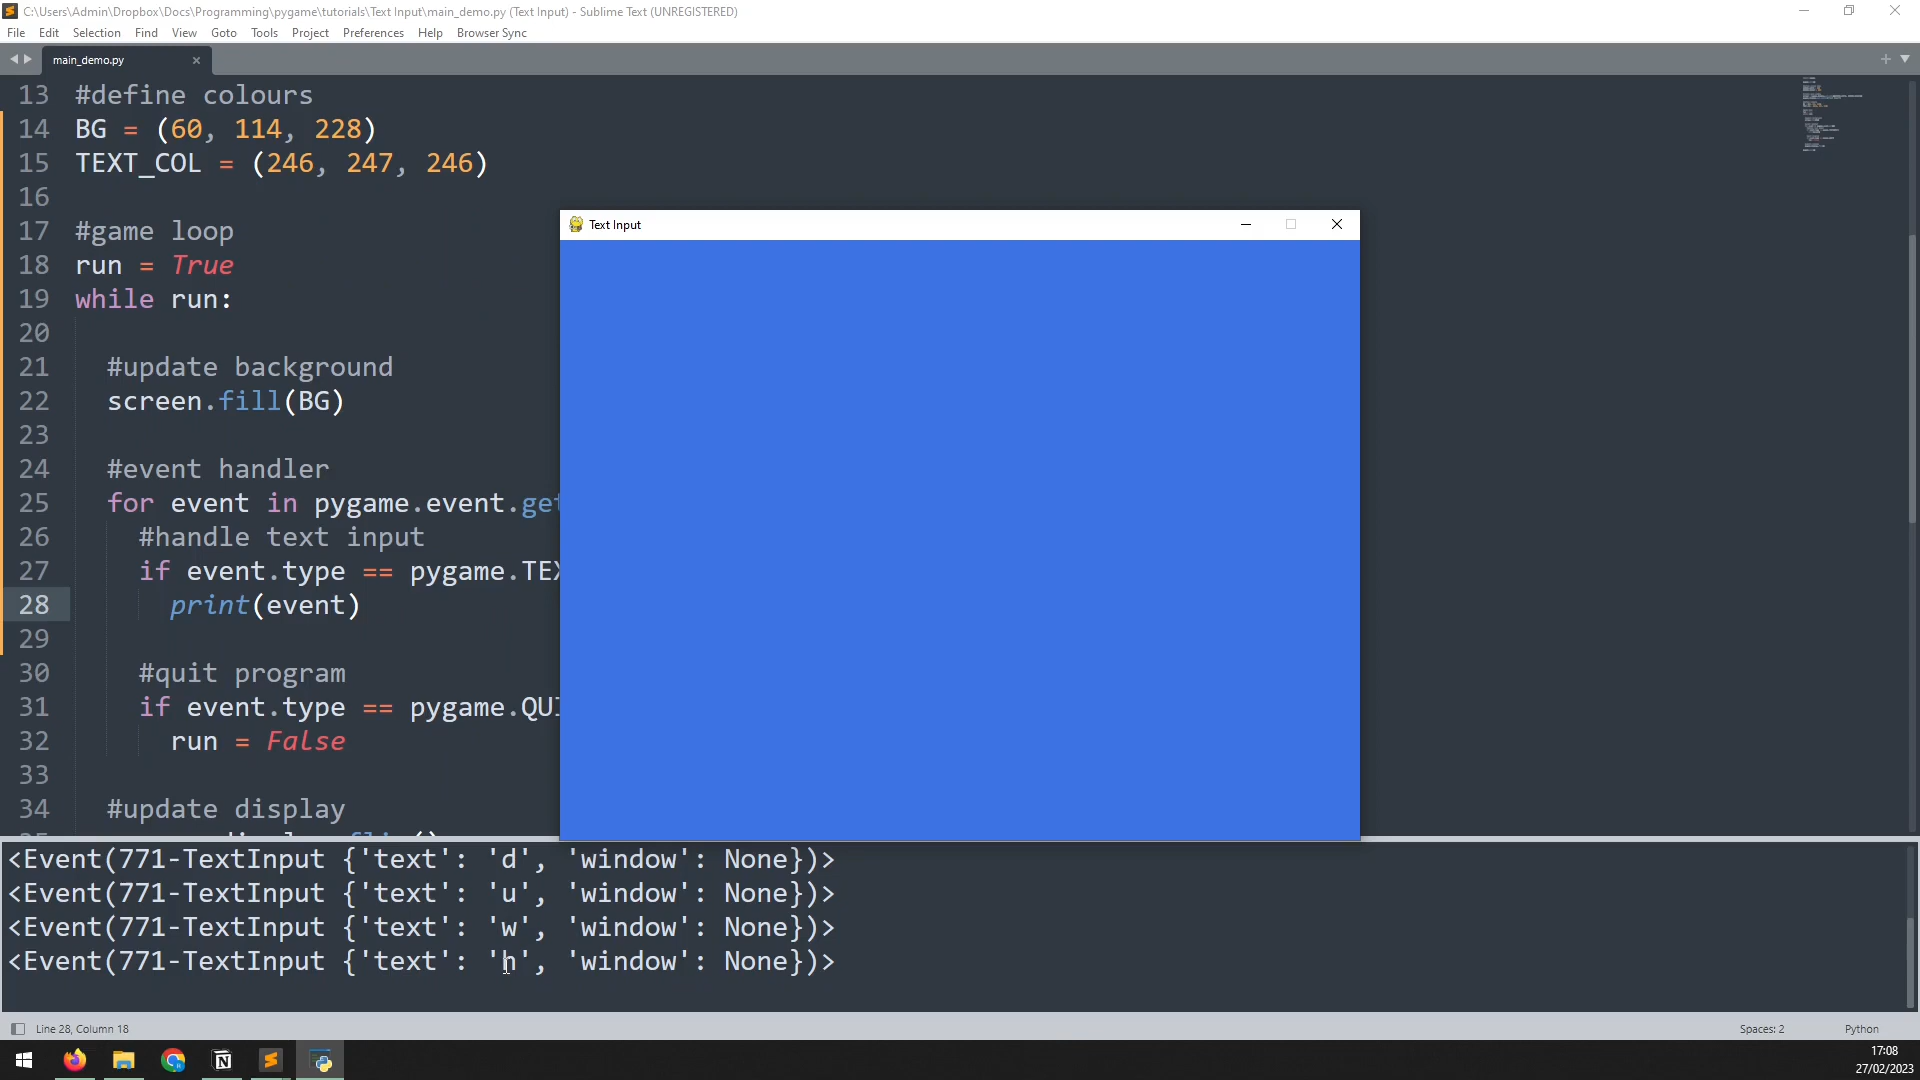 C:\Users\Admin\Dropbox\Docs\Programming\pygame\tutorials\Text Input\main_demo.py (Text Input) - Sublime Text (UNREGISTERED)
File Edit Selection Find View Goto Tools Project Preferences Help Browser Sync
main_demo.py
13 #define colours
14 BG = (60, 114, 228)
15 TEXT_COL = (246, 247, 246)
16
17 #game loop
18 run = True
19 while run:
20
21 #update background
22 screen.fill(BG)
23
24 #event handler
25 for event in pygame.event.get
26 #handle text input
27 if event.type == pygame.TEX
28 print(event)
29
30 #quit program
31 if event.type == pygame.QUI
32 run = False
33
34 #update display
Text Input
<Event(771-TextInput {'text': 'd', 'window': None})>
<Event(771-TextInput {'text': 'u', 'window': None})>
<Event(771-TextInput {'text': 'w', 'window': None})>
<Event(771-TextInput {'text': 'h', 'window': None})>
Line 28, Column 18
Spaces: 2
Python
17:08
27/02/2023